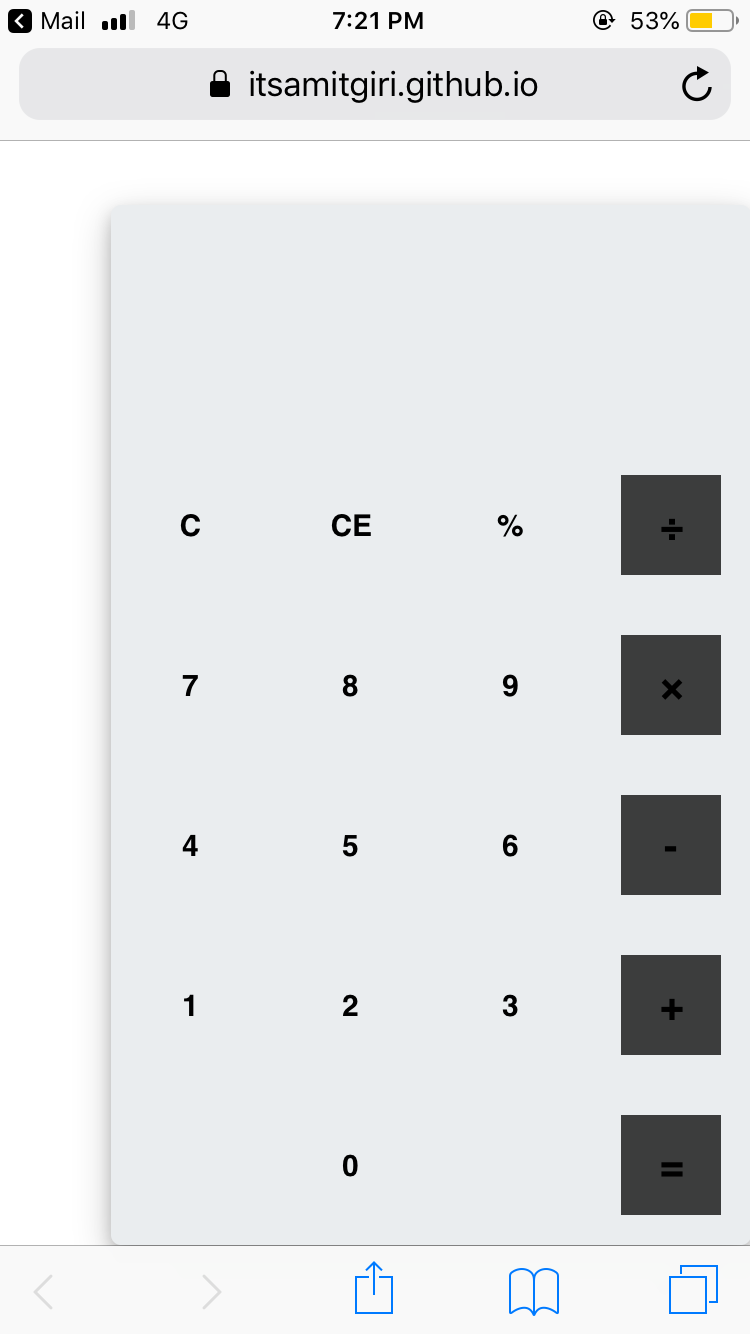 Mail 4G 7:21 PM 53%
itsamitgiri.github.io
C CE % ÷
7 8 9 ×
4 5 6 -
1 2 3 +
0 =